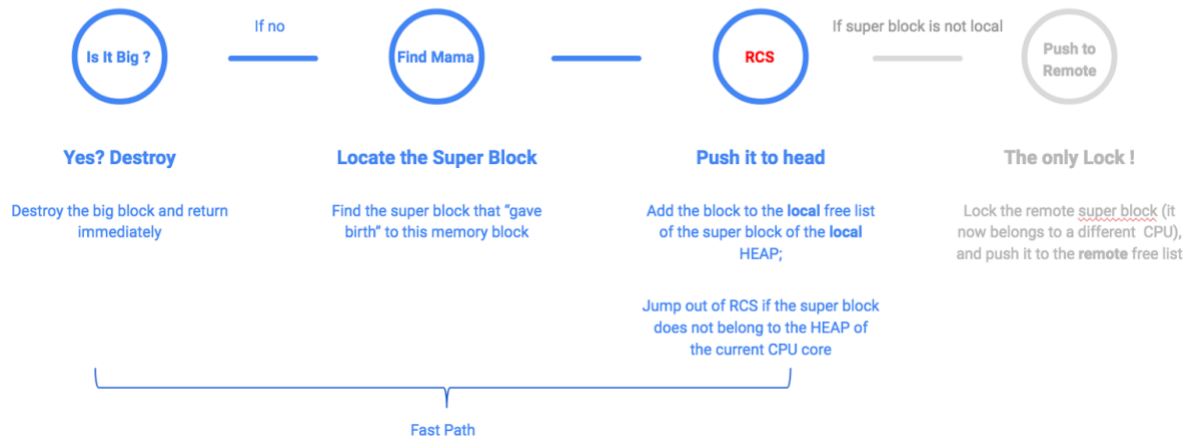 Is It Big ?
If no
Find Mama
RCS
If super block is not local
Push to
Remote
Yes? Destroy
Destroy the big block and return
immediately
Locate the Super Block
Find the super block that “gave
birth” to this memory block
Push it to head
Add the block to the local free list
of the super block of the local
HEAP;
Jump out of RCS if the super block
does not belong to the HEAP of
the current CPU core
The only Lock !
Lock the remote super block (it
now belongs to a different  CPU),
and push it to the remote free list
Fast Path